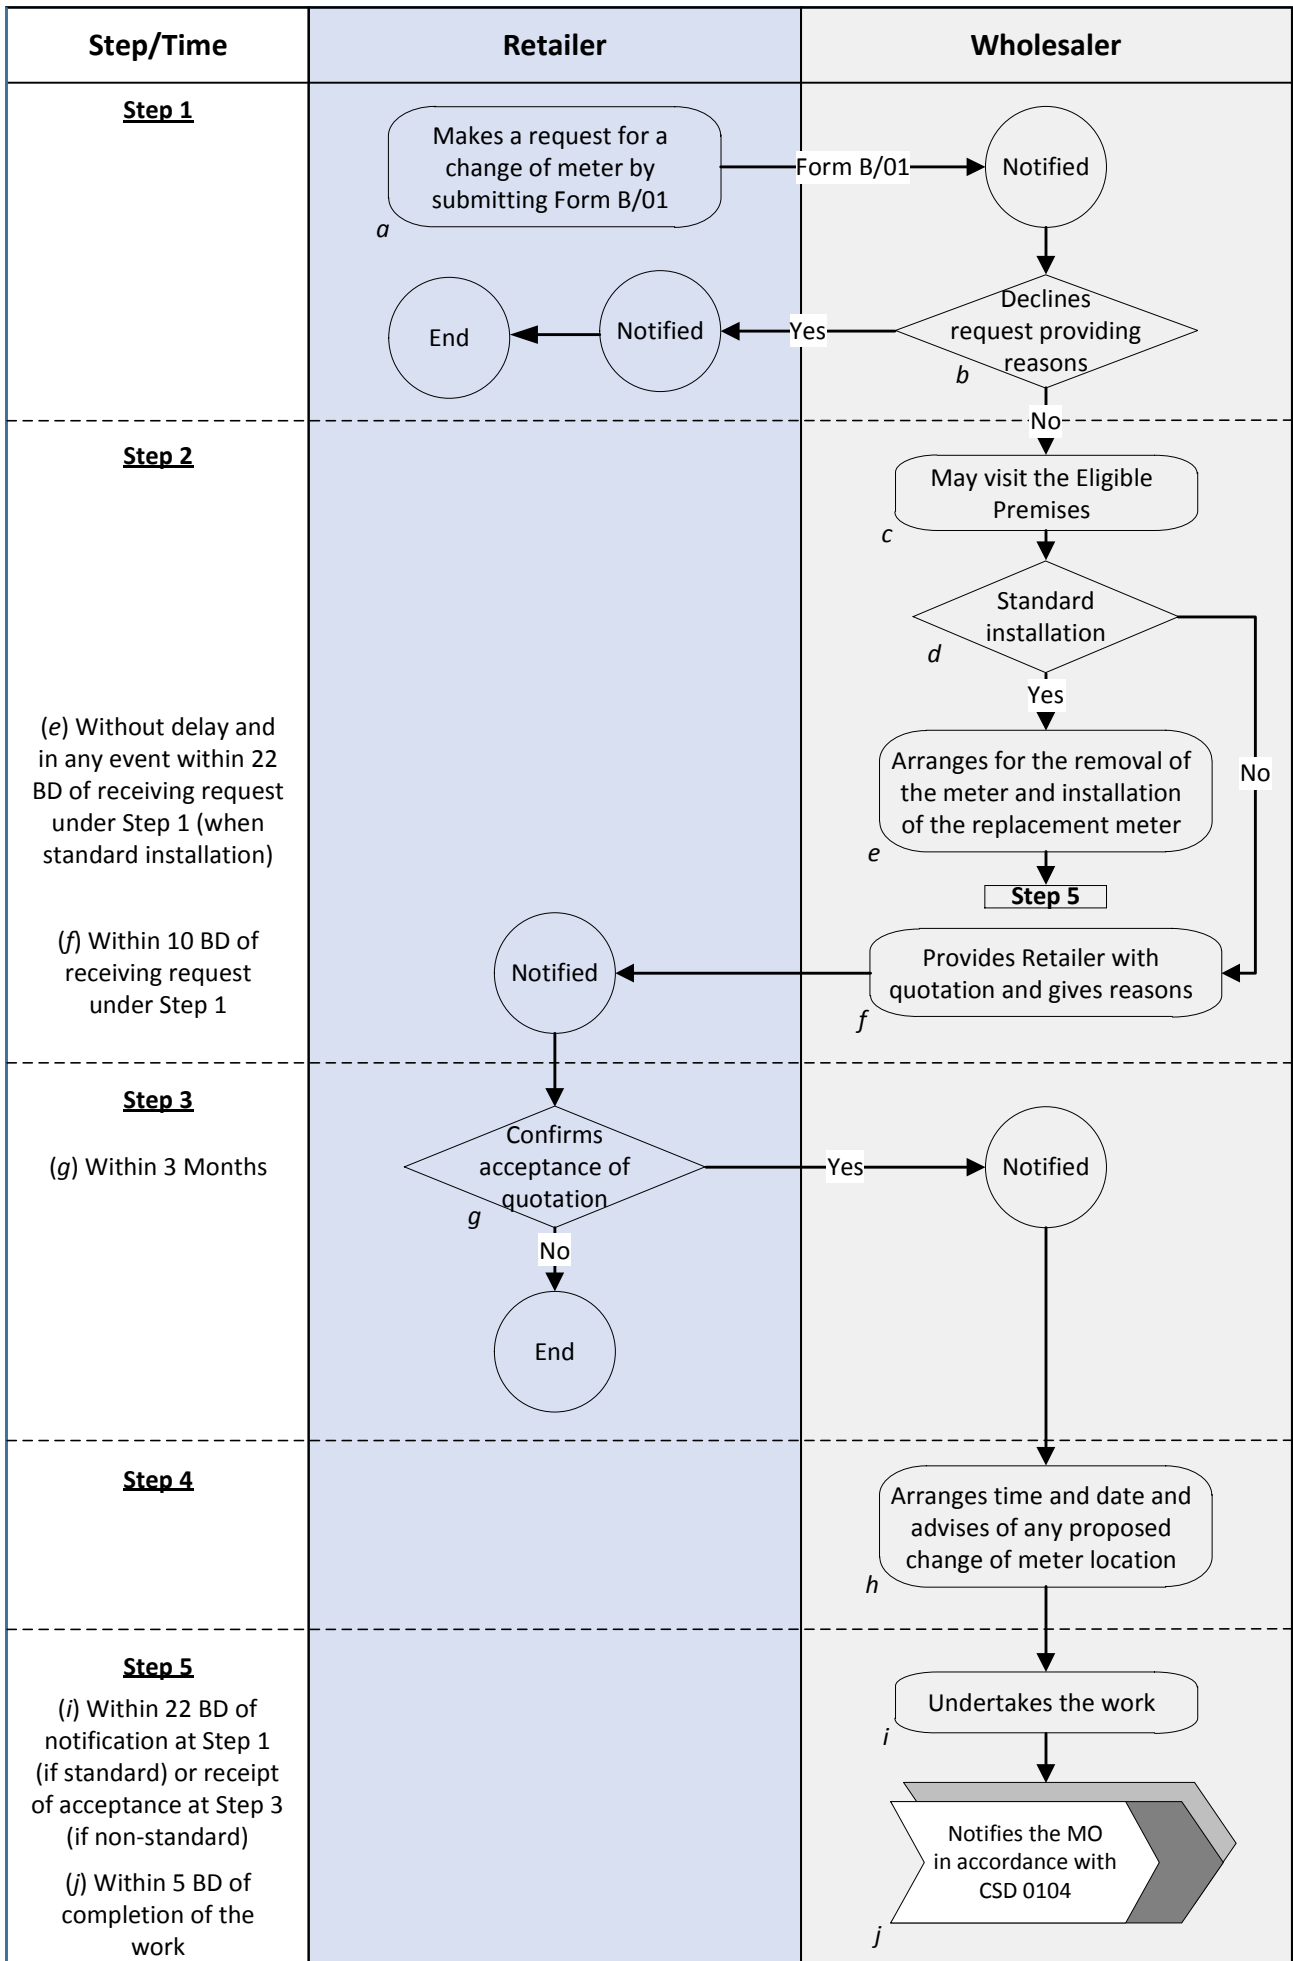 Step/Time
Retailer
Wholesaler
Step 1
Makes a request for a
change of meter by
submitting Form B/01
a
Form B/01
Notified
Declines
request providing
reasons
b
Yes
Notified
End
No
Step 2
May visit the Eligible
Premises
c
Standard
installation
d
Yes
No
(e) Without delay and
in any event within 22
BD of receiving request
under Step 1 (when
standard installation)
Arranges for the removal of
the meter and installation
of the replacement meter
e
Step 5
(f) Within 10 BD of
receiving request
under Step 1
Notified
Provides Retailer with
quotation and gives reasons
f
Step 3
(g) Within 3 Months
Confirms
acceptance of
quotation
g
Yes
Notified
No
End
Step 4
Arranges time and date and
advises of any proposed
change of meter location
h
Step 5
(i) Within 22 BD of
notification at Step 1
(if standard) or receipt
of acceptance at Step 3
(if non-standard)
Undertakes the work
i
(j) Within 5 BD of
completion of the
work
Notifies the MO
in accordance with
CSD 0104
j